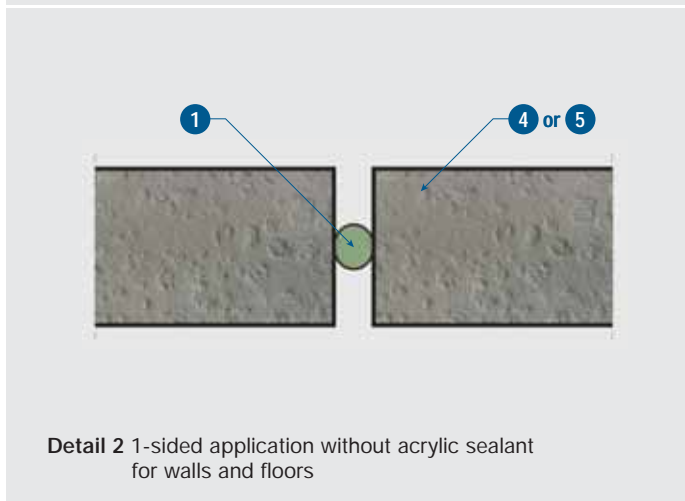 1 4 or 5
Detail 2 1-sided application without acrylic sealant
for walls and floors